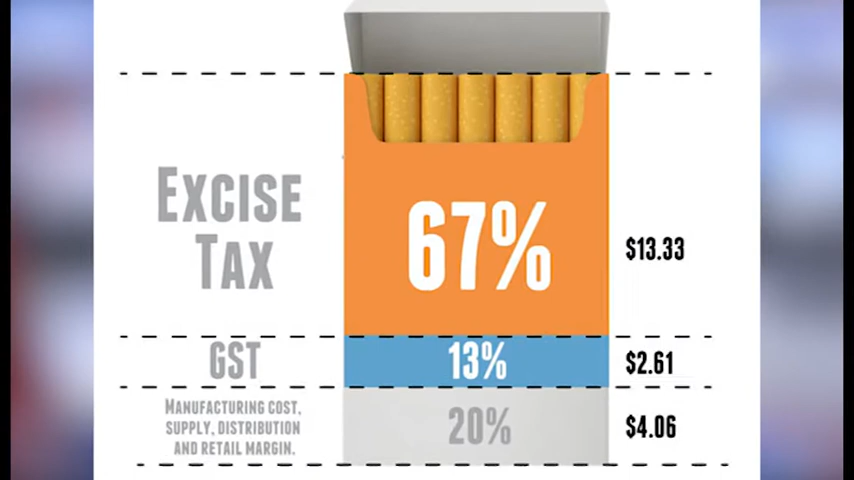 EXCISE
TAX
67%
$13.33
GST
13%
$2.61
MANUFACTURING COST,
SUPPLY, DISTRIBUTION
AND RETAIL MARGIN.
20%
$4.06